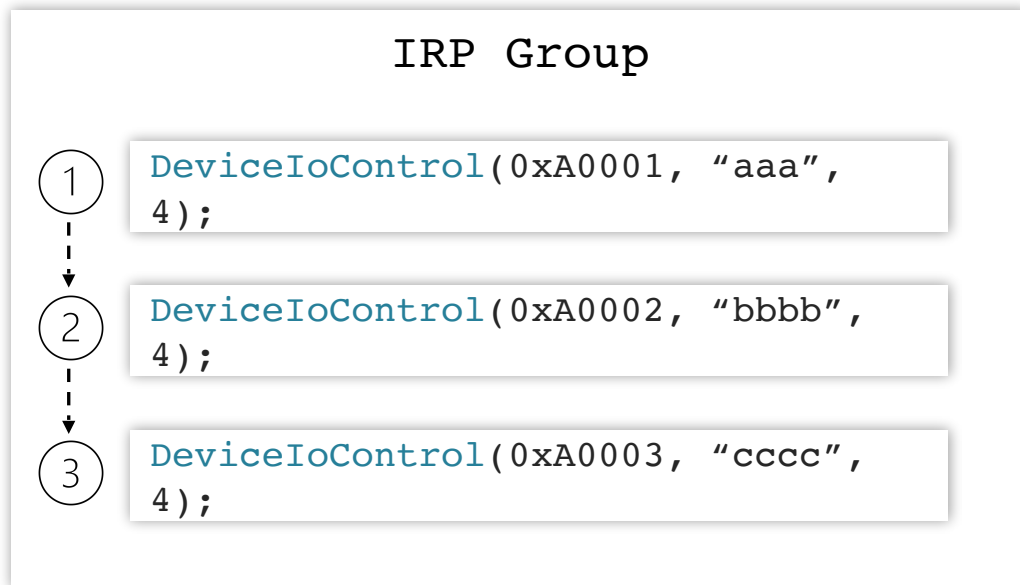 IRP Group
1
DeviceIoControl(0xA0001, “aaa”,
4);
2
DeviceIoControl(0xA0002, “bbbb”,
4);
3
DeviceIoControl(0xA0003, “cccc”,
4);